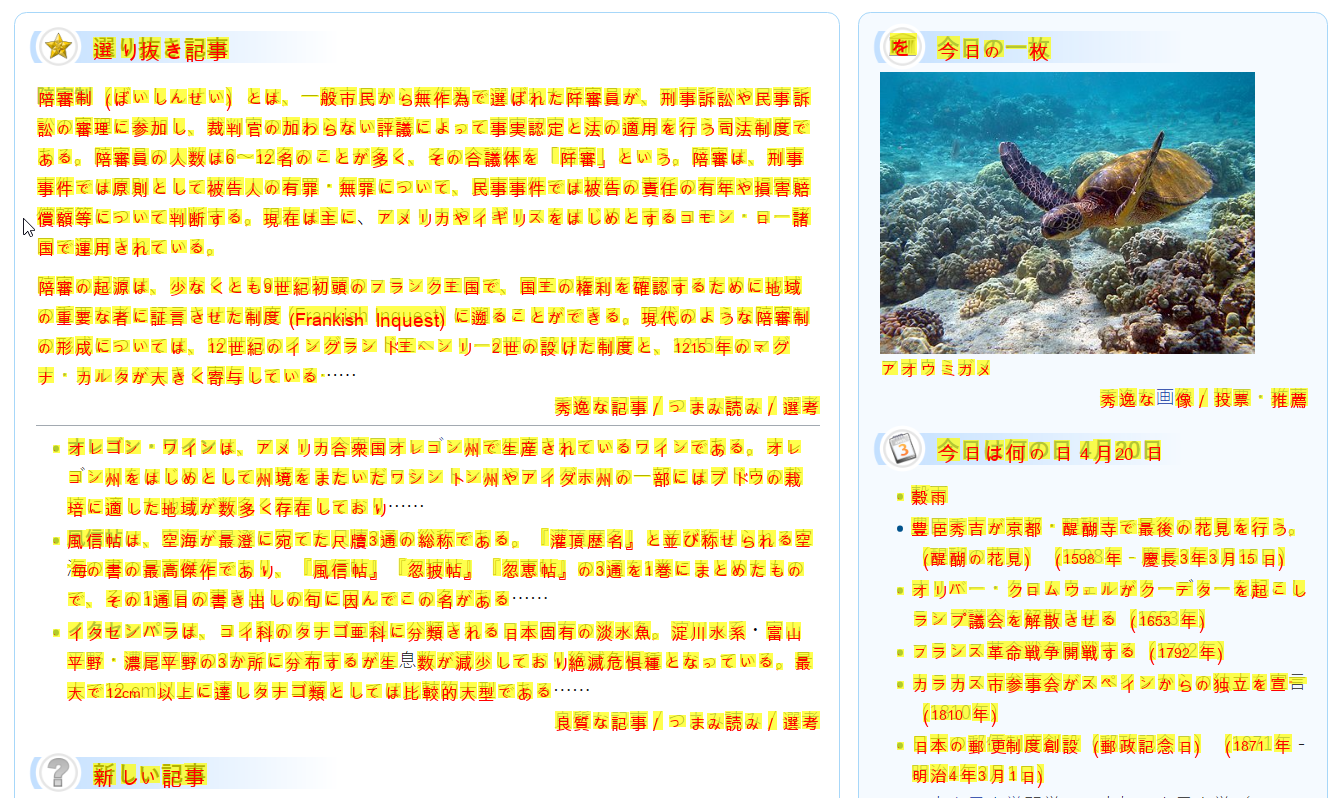 選り抜き記事
陪審制（ばいしんせい）とは、一般市民から無作為で選ばれた阡審員が、刑事訴訟や民事訴
訟の審理に参加し、裁判官の加わらない評議によって事実認定と法の適用を行う司法制度で
ある。陪審員の人数は6～12名のことが多く、その合議体を「阡審」という。陪審は、刑事
事件では原則として被告人の有罪・無罪について、民事事件では被告の責任の有年や損害賠
償額等について判断する。現在は主に、アメリカやイギリスをはじめとするコモン・ロー諸
国で運用されている。
陪審の起源は、少なくとも9世紀初頭のフランク王国で、国王の権利を確認するために地域
の重要な者に証言させた制度 (Frankish Inquest) に遡ることができる。現代のような陪審制
の形成については、12世紀のイングランド王ヘンリー2世の設けた制度と、1215年のマグ
ナ・カルタが大きく寄与している……
秀逸な記事 / つまみ読み / 選考
オレゴン・ワインは、アメリカ合衆国オレゴン州で生産されているワインである。オレ
ゴン州をはじめとして州境をまたいだワシントン州やアイダホ州の一部にはブドウの栽
培に適した地域が数多く存在しており……
風信帖は、空海が最澄に宛てた尺牘3通の総称である。『灌頂歴名』と並び称せられる空
海の書の最高傑作であり、『風信帖』『忽披帖』『忽恵帖』の3通を1巻にまとめたもの
で、その1通目の書き出しの句に因んでこの名がある……
イタセンパラは、コイ科のタナゴ亜科に分類される日本固有の淡水魚。淀川水系・富山
平野・濃尾平野の3か所に分布するが生息数が減少しており絶滅危惧種となっている。最
大で12cm以上に達しタナゴ類としては比較的大型である……
良質な記事 / つまみ読み / 選考
新しい記事
を 今日の一枚
アオウミガメ
秀逸な画像 / 投票・推薦
今日は何の日 4月20日
穀雨
豊臣秀吉が京都・醍醐寺で最後の花見を行う。
（醍醐の花見）（1598年 - 慶長3年3月15日）
オリバー・クロムウェルがクーデターを起こし
ランプ議会を解散させる（1653年）
フランス革命戦争開戦する（1792年）
カラカス市参事会がスペインからの独立を宣言
（1810年）
日本の郵便制度創設（郵政記念日）（1871年 -
明治4年3月1日）